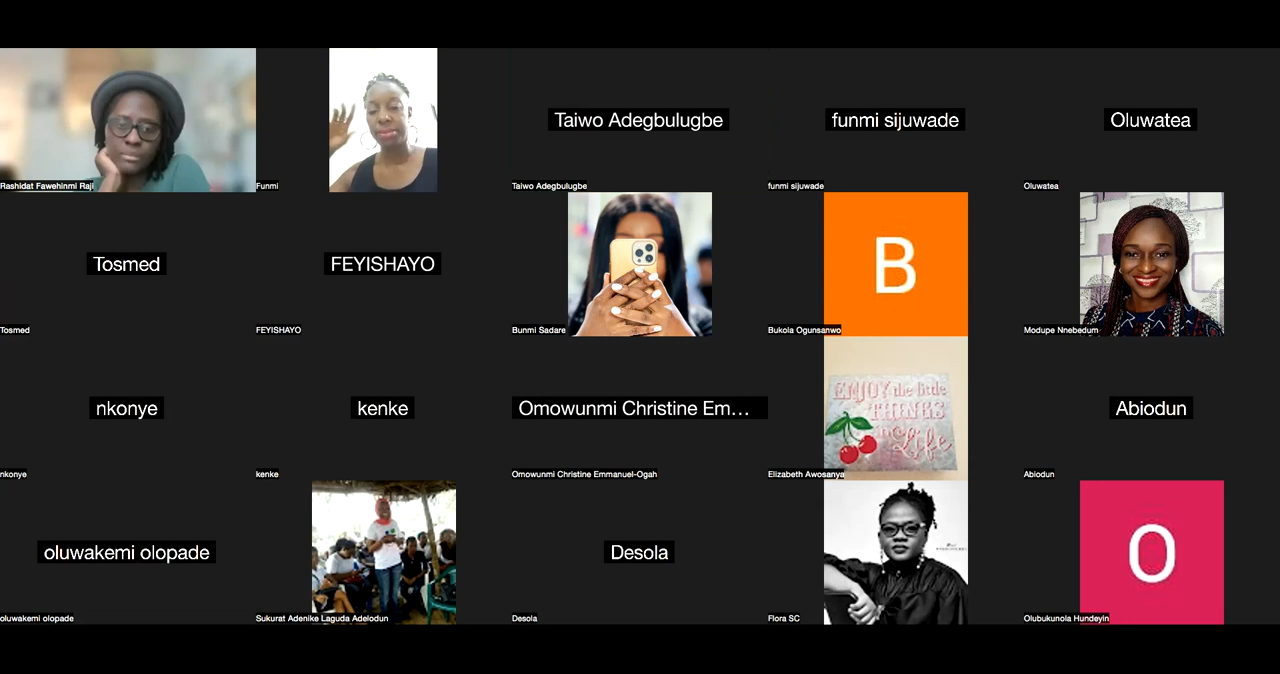 Taiwo Adegbulugbe
funmi sijuwade
Oluwatea
Rashidat Fawehinmi Raji
Funmi
Taiwo Adegbulugbe
funmi sijuwade
Oluwatea
Tosmed
FEYISHAYO
B
Tosmed
FEYISHAYO
Bunmi Sadare
Bukola Ogunsanwo
Modupe Nnebedum
nkonye
kenke
Omowunmi Christine Em...
ENJOY the little
THINGS
in
Life
Abiodun
nkonye
kenke
Omowunmi Christine Emmanuel-Ogah
Elizabeth Awosanya
Abiodun
oluwakemi olopade
Desola
O
oluwakemi olopade
Sukurat Adenike Laguda Adelodun
Desola
Flora SC
Olubukunola Hundeyin